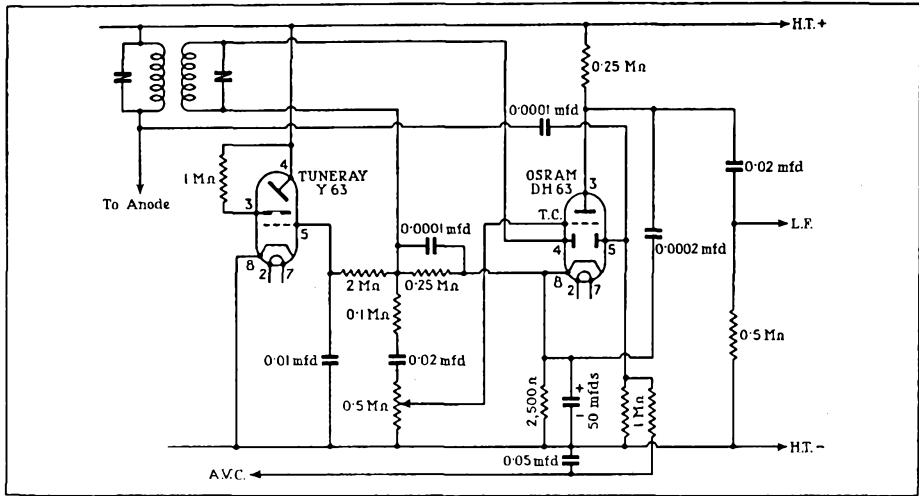 H.T.+
0·25 MΩ
0·0001 mfd
4
TUNERAY
Y 63
1 MΩ
3
OSRAM
DH 63
0·02 mfd
To Anode
3
T.C.
L.F.
5
0·0001 mfd
4
5
0·0002 mfd
8
2
7
2 MΩ
0·25 MΩ
8
2
7
0·1 MΩ
0·5 MΩ
0·01 mfd
0·02 mfd
0·5 MΩ
2,500 Ω
+
-
50 mfds
1 MΩ
H.T.-
0·05 mfd
A.V.C.